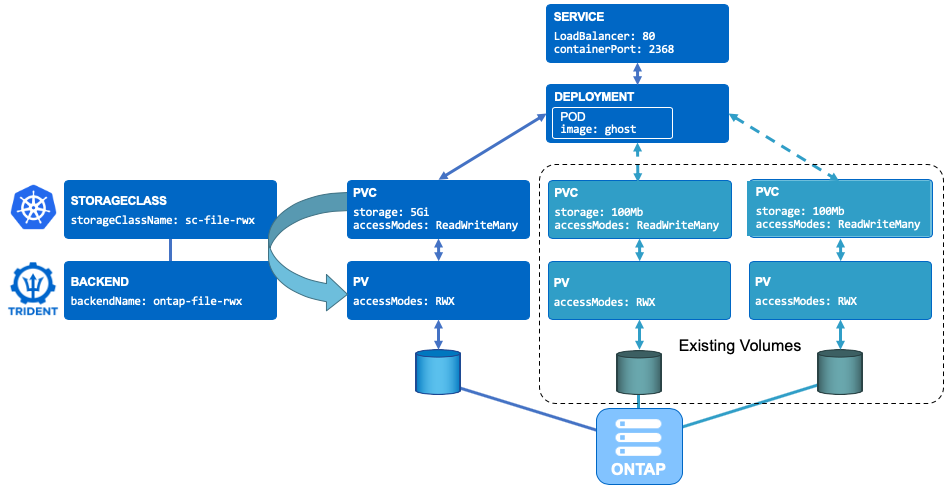 SERVICE
LoadBalancer: 80
containerPort: 2368
DEPLOYMENT
POD
image: ghost
STORAGECLASS
storageClassName: sc-file-rwx
PVC
storage: 5Gi
accessModes: ReadWriteMany
PVC
storage: 100Mb
accessModes: ReadWriteMany
PVC
storage: 100Mb
accessModes: ReadWriteMany
TRIDENT
BACKEND
backendName: ontap-file-rwx
PV
accessModes: RWX
PV
accessModes: RWX
PV
accessModes: RWX
Existing Volumes
ONTAP